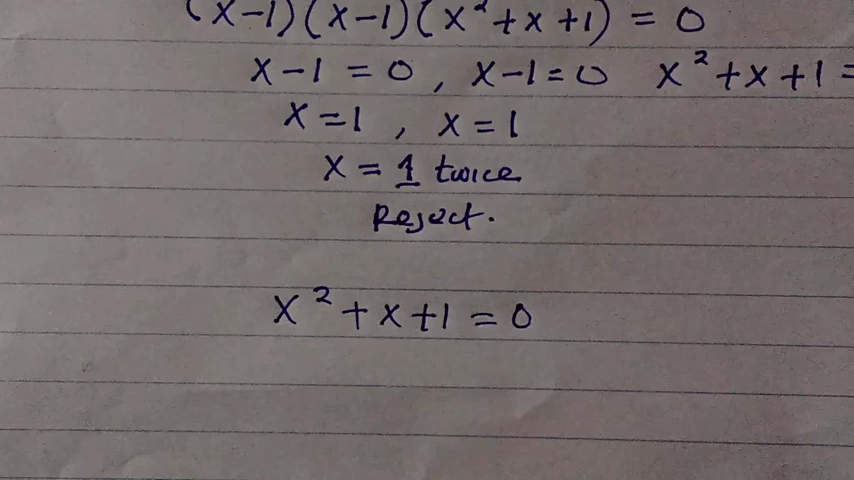 (x-1)(x-1)(x²+x+1) = 0
x-1 = 0, x-1 = 0 x²+x+1 =
x = 1, x = 1
x = 1 twice
Reject.
x²+x+1 = 0